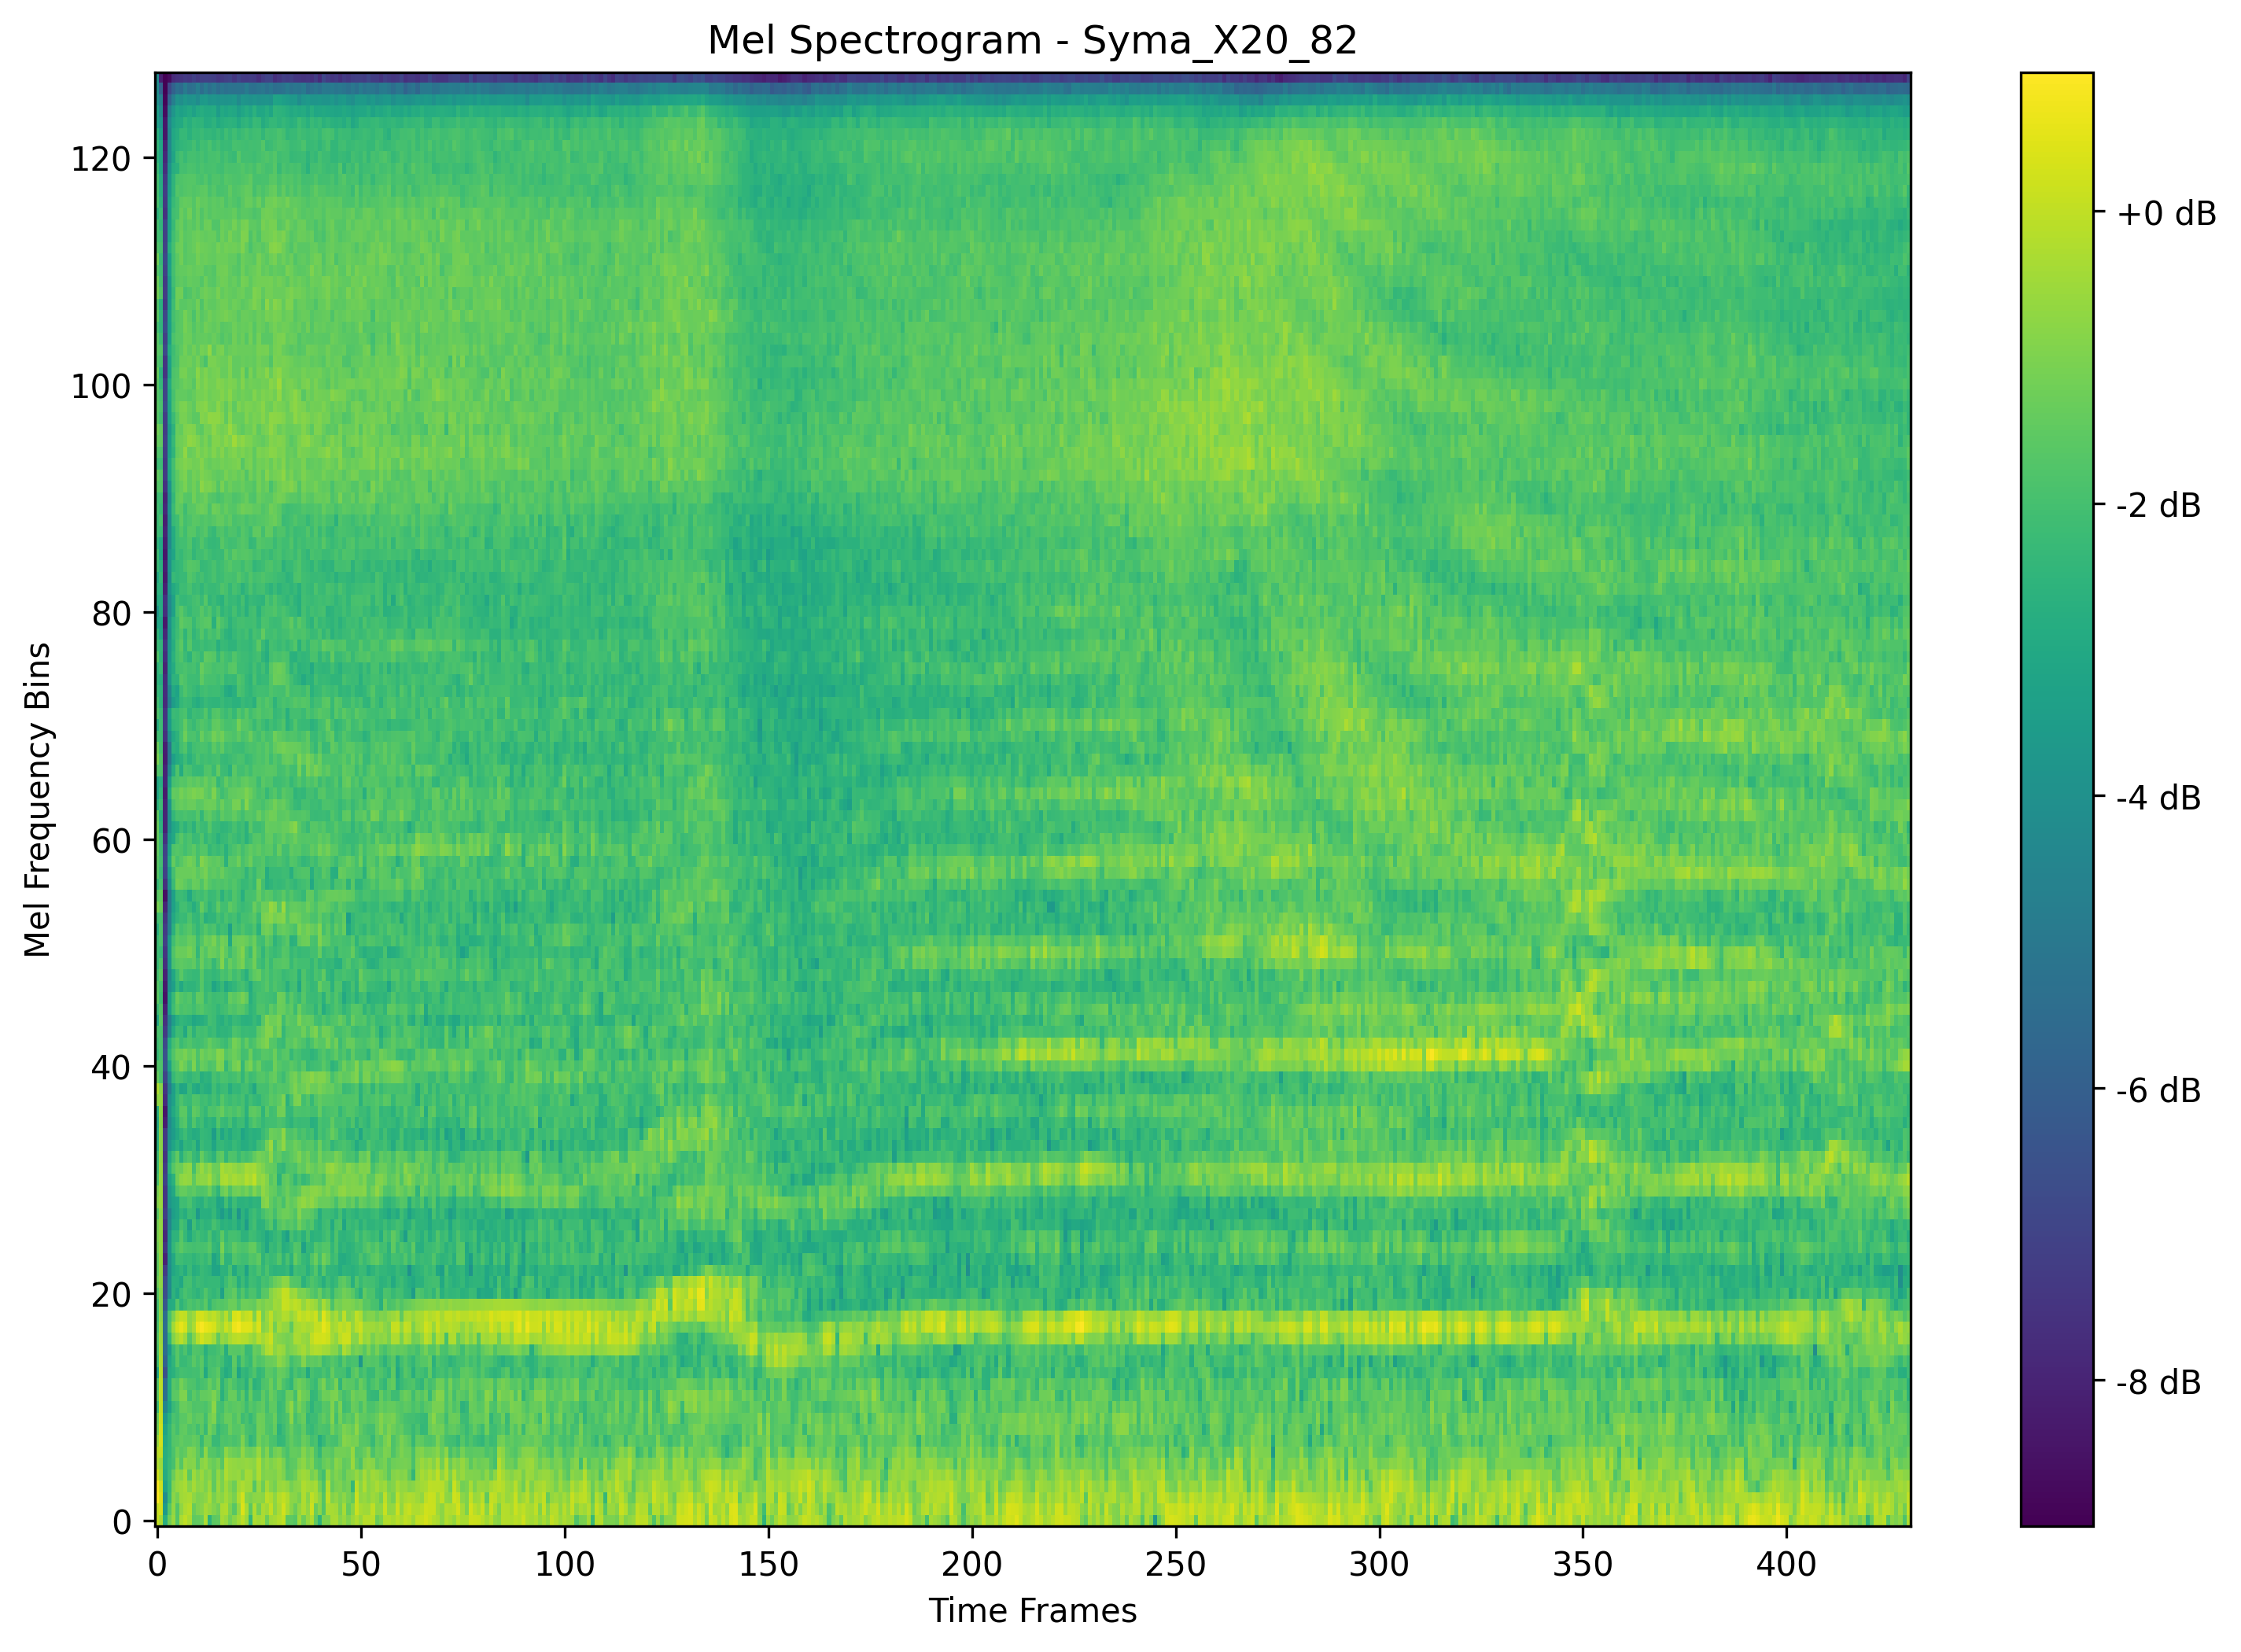 Mel Spectrogram - Syma_X20_82
Mel Frequency Bins
120
100
80
60
40
20
0
0 50 100 150 200 250 300 350 400
Time Frames
+0 dB
-2 dB
-4 dB
-6 dB
-8 dB